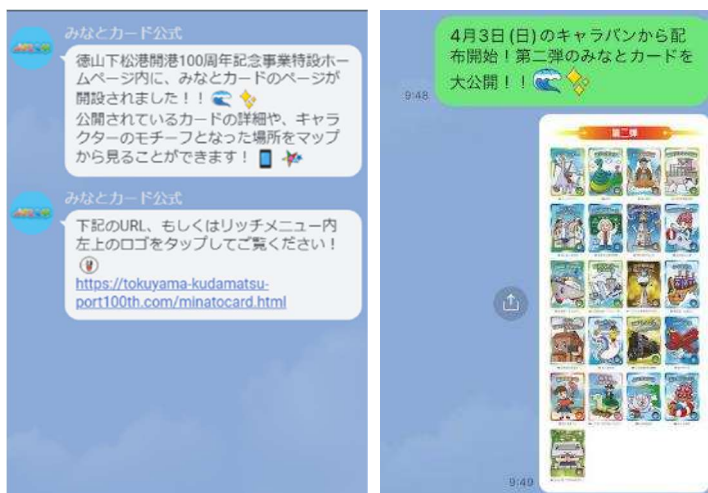 みなとカード公式
徳山下松港開港100周年記念事業特設ホー
ムページ内に、みなとカードのページが
開設されました！！
公開されているカードの詳細や、キャラ
クターのモチーフとなった場所をマップ
から見ることができます！
みなとカード公式
下記のURL、もしくはリッチメニュー内
左上のロゴをタップしてご覧ください！
https://tokuyama-kudamatsu-
port100th.com/minatocard.html
4月3日(日)のキャラバンから配
布開始！第二弾のみなとカードを
大公開！！
9:48
第二弾
9:49